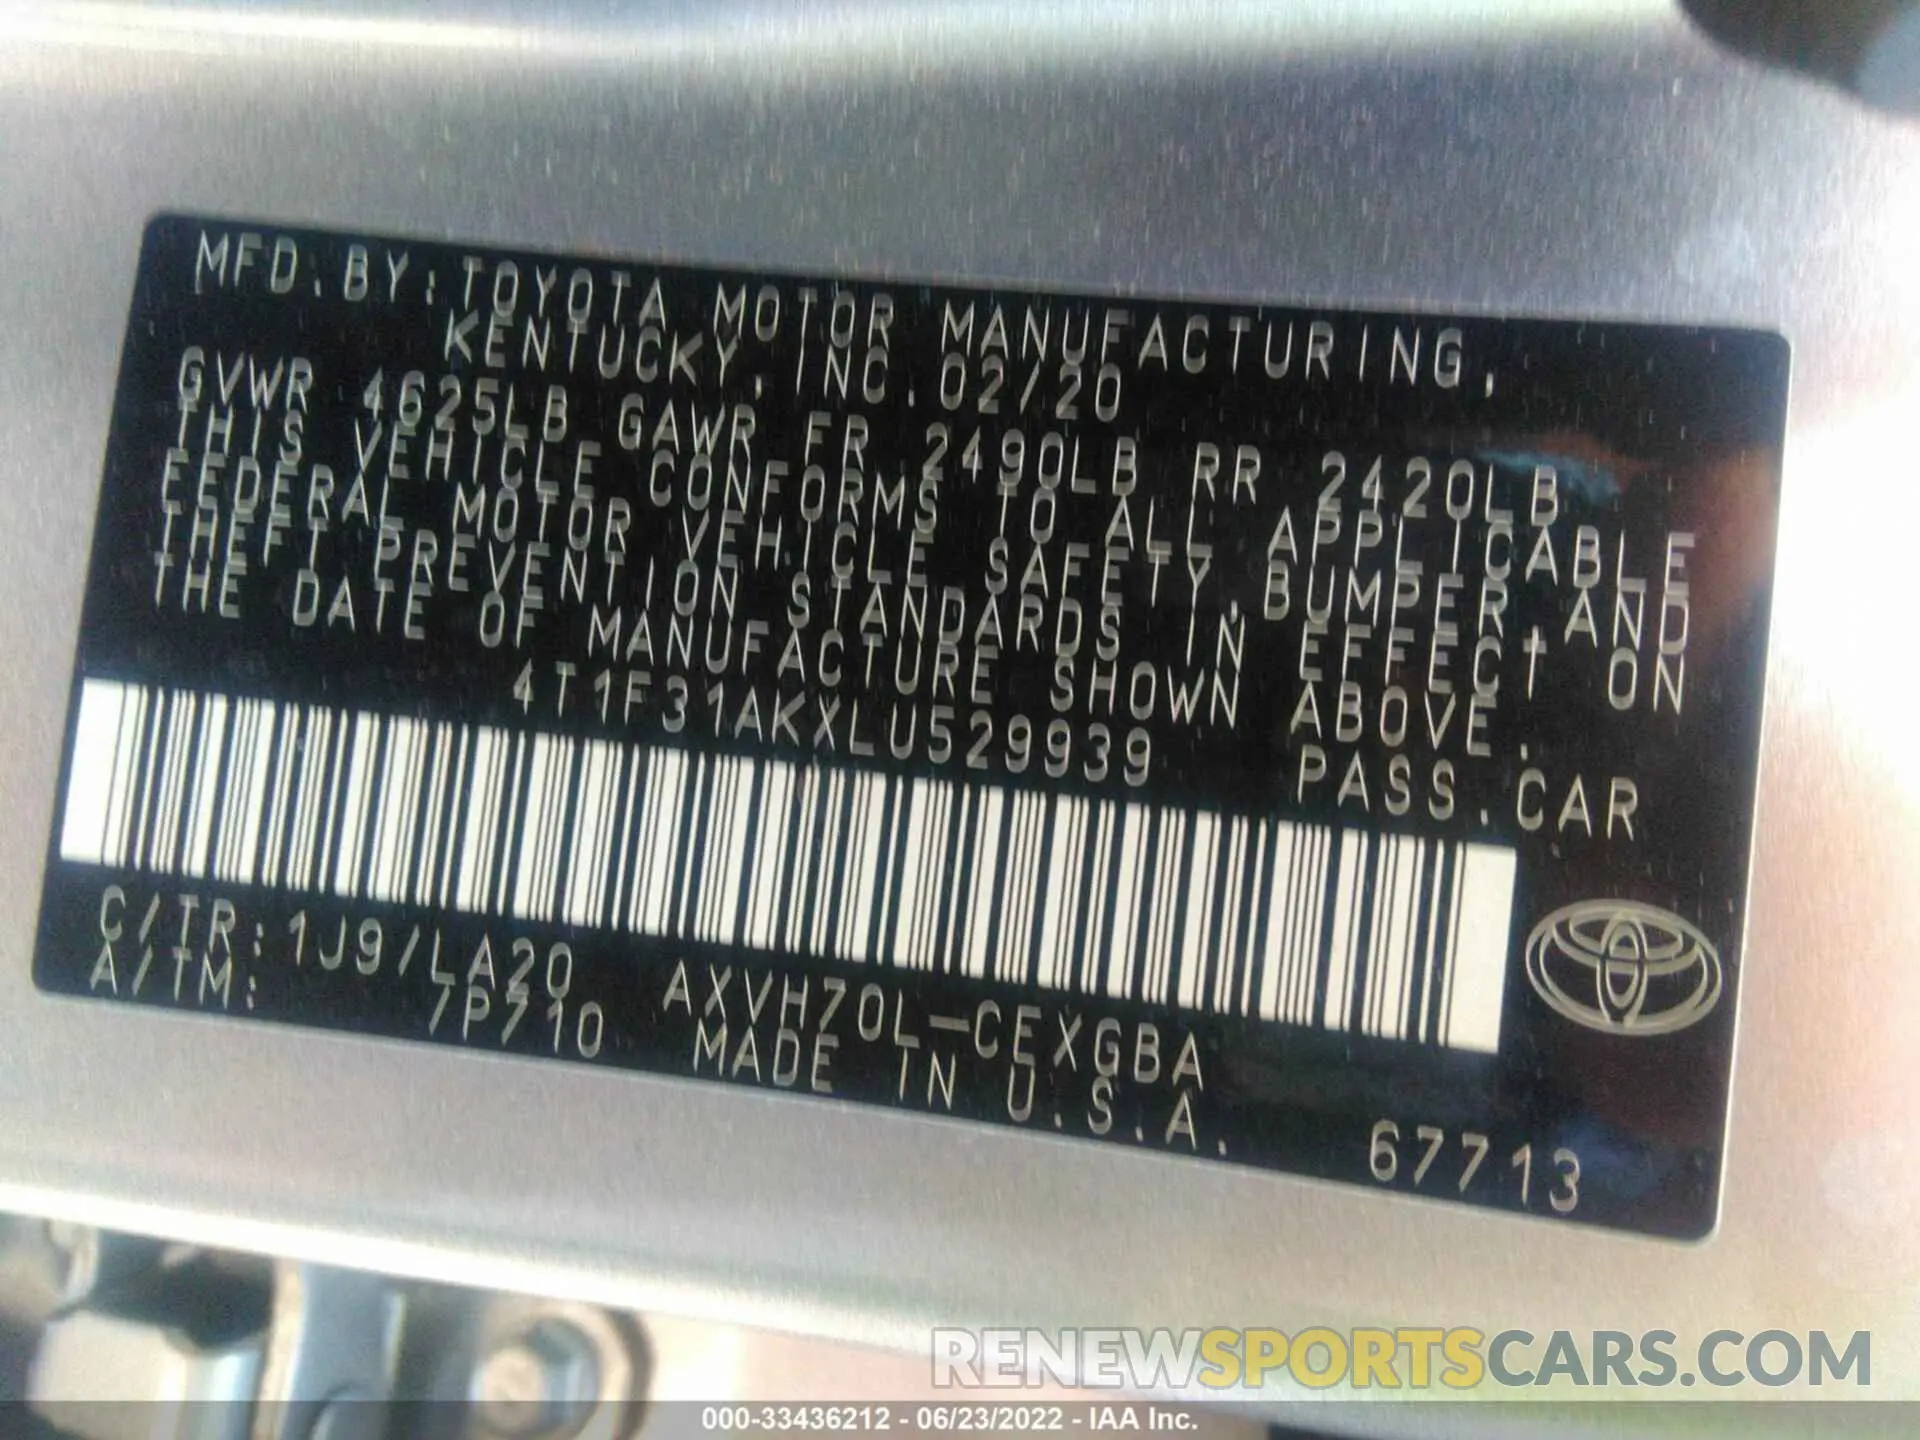 MFD.BY:TOYOTA MOTOR MANUFACTURING,
KENTUCKY, INC.02/20
GVWR 4625LB GAWR FR 2490LB RR 2420LB
THIS VEHICLE CONFORMS TO ALL APPLICABLE
FEDERAL MOTOR VEHICLE SAFETY,BUMPER,AND
THEFT PREVENTION STANDARDS IN EFFECT ON
THE DATE OF MANUFACTURE SHOWN ABOVE.
4T1F31AKXLU529939 PASS.CAR
C/TR:1J9/LA20 AXVH70L-CEXGBA
A/TM: 7P710 MADE IN U.S.A. 67713
RENEWSPORTSCARS.COM
000-33436212 - 06/23/2022 - IAA Inc.